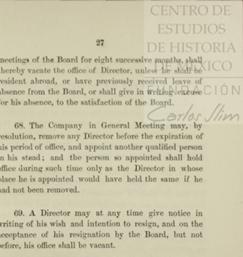 27
CENTRO DE
ESTUDIOS
DE HISTORIA
DE MÉXICO
FUNDACIÓN
Carlos Slim
meetings of the Board for eight successive months, shall
thereby vacate the office of Director, unless he shall be
resident abroad, or have previously received leave of
absence from the Board, or shall give in writing cause
for his absence, to the satisfaction of the Board.
68. The Company in General Meeting may, by
resolution, remove any Director before the expiration of
his period of office, and appoint another qualified person
in his stead; and the person so appointed shall hold
office during such time only as the Director in whose
place he is appointed would have held the same if he
had not been removed.
69. A Director may at any time give notice in
writing of his wish and intention to resign, and on the
acceptance of his resignation by the Board, but not
before, his office shall be vacant.